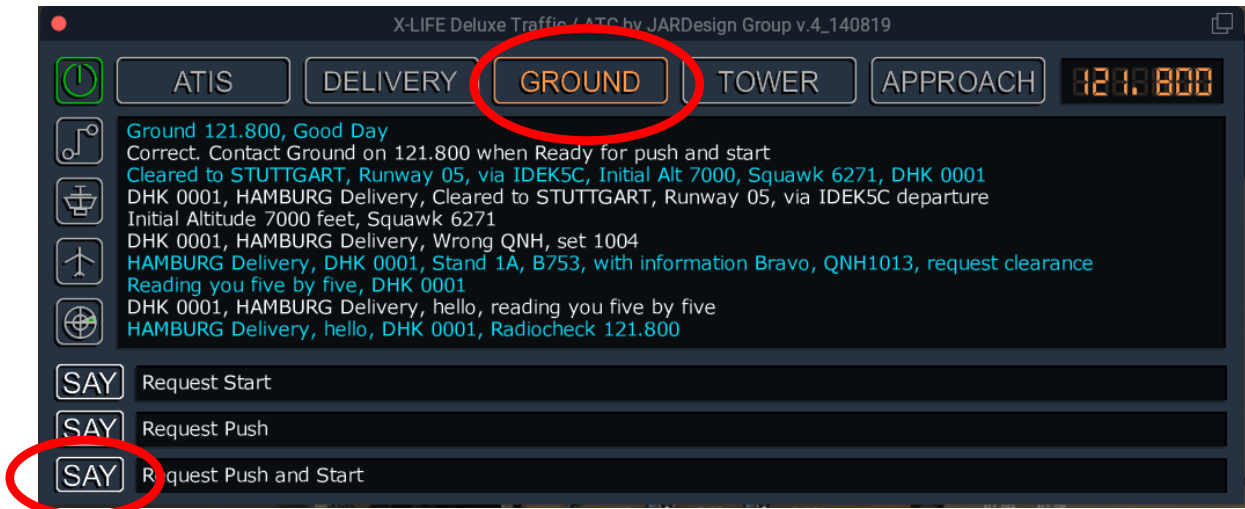 X-LIFE Deluxe Traffic / ATC by JARDesign Group v.4_140819
ATIS DELIVERY GROUND TOWER APPROACH 121.800
Ground 121.800, Good Day
Correct. Contact Ground on 121.800 when Ready for push and start
Cleared to STUTTGART, Runway 05, via IDEK5C, Initial Alt 7000, Squawk 6271, DHK 0001
DHK 0001, HAMBURG Delivery, Cleared to STUTTGART, Runway 05, via IDEK5C departure
Initial Altitude 7000 feet, Squawk 6271
DHK 0001, HAMBURG Delivery, Wrong QNH, set 1004
HAMBURG Delivery, DHK 0001, Stand 1A, B753, with information Bravo, QNH1013, request clearance
Reading you five by five, DHK 0001
DHK 0001, HAMBURG Delivery, hello, reading you five by five
HAMBURG Delivery, hello, DHK 0001, Radiocheck 121.800
SAY Request Start
SAY Request Push
SAY Request Push and Start